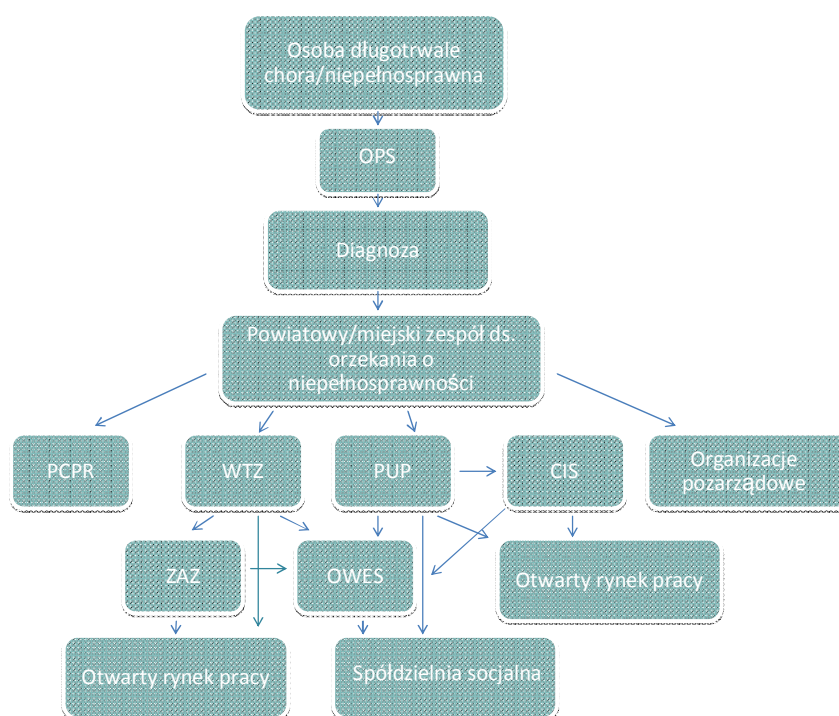 Osoba długotrwale
chora/niepełnosprawna
OPS
Diagnoza
Powiatowy/miejski zespół ds.
orzekania o
niepełnosprawności
PCPR
WTZ
PUP
CIS
Organizacje
pozarządowe
ZAZ
OWES
Otwarty rynek pracy
Otwarty rynek pracy
Spółdzielnia socjalna